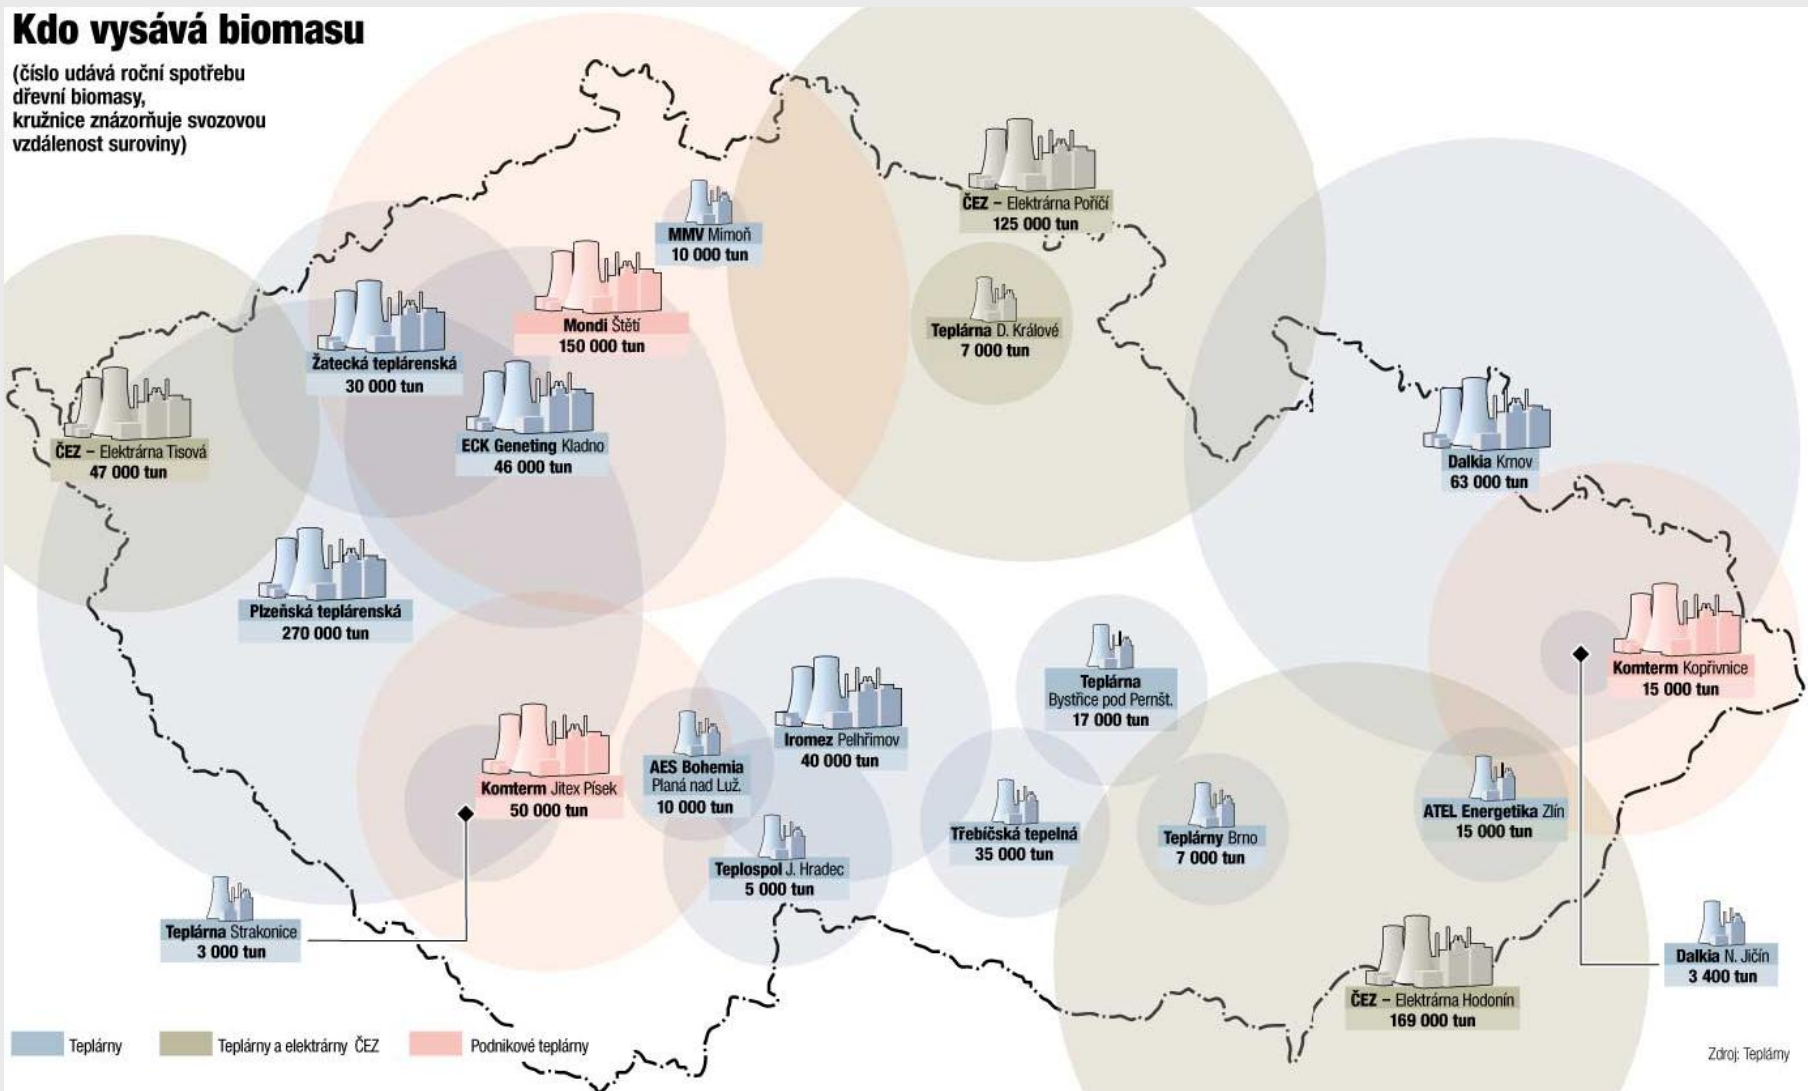 Kdo vysává biomasu
(číslo udává roční spotřebu
dřevní biomasy,
kružnice znázorňuje svozovou
vzdálenost suroviny)
ČEZ – Elektrárna Poříčí
125 000 tun
MMV Mimoň
10 000 tun
Mondi Štětí
150 000 tun
Teplárna D. Králové
7 000 tun
Žatecká teplárenská
30 000 tun
ECK Geneting Kladno
46 000 tun
ČEZ – Elektrárna Tisová
47 000 tun
Dalkia Krnov
63 000 tun
Plzeňská teplárenská
270 000 tun
Komterm Kopřivnice
15 000 tun
Teplárna
Bystřice pod Pernšt.
17 000 tun
Iromez Pelhřimov
40 000 tun
AES Bohemia
Planá nad Luž.
10 000 tun
Komterm Jitex Písek
50 000 tun
ATEL Energetika Zlín
15 000 tun
Třebíčská tepelná
35 000 tun
Teplárny Brno
7 000 tun
Teplospol J. Hradec
5 000 tun
Teplárna Strakonice
3 000 tun
Dalkia N. Jičín
3 400 tun
ČEZ – Elektrárna Hodonín
169 000 tun
Teplárny
Teplárny a elektrárny ČEZ
Podnikové teplárny
Zdroj: Teplárny